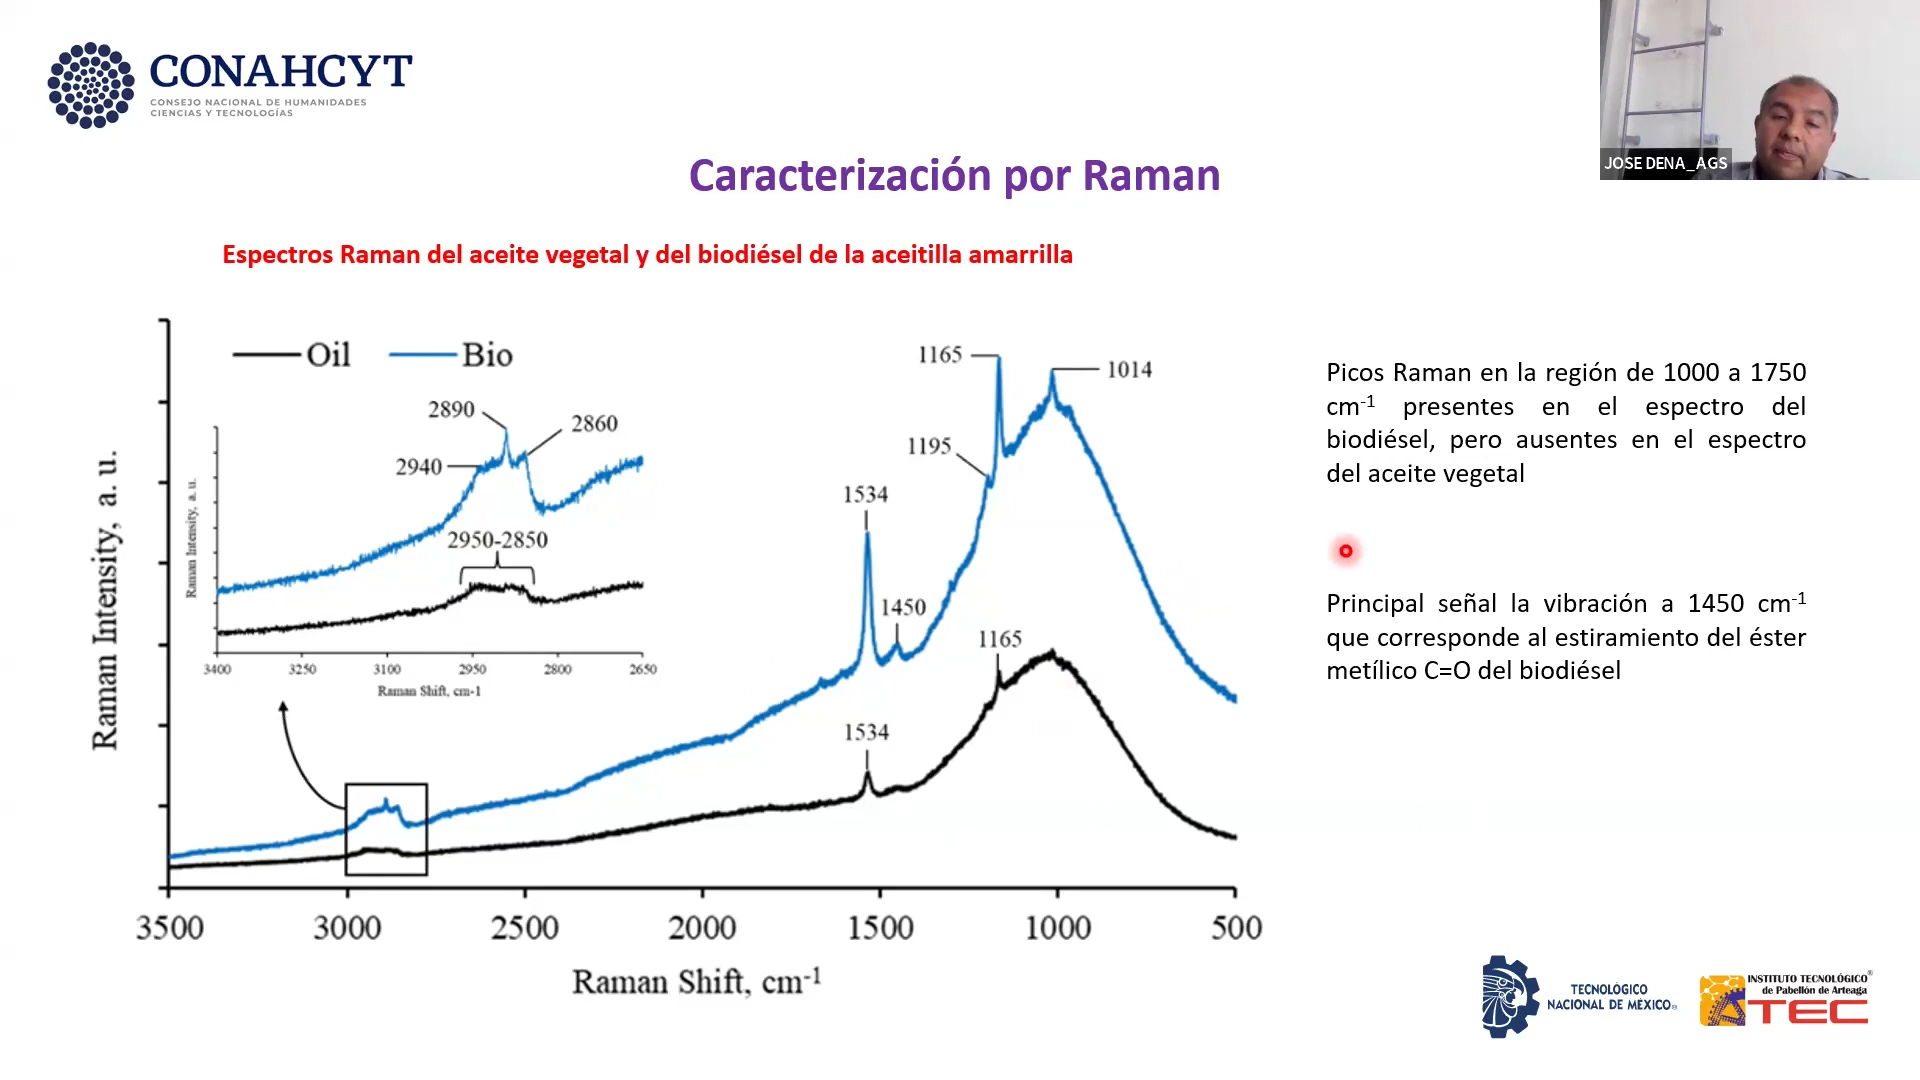 CONAHCYT
CONSEJO NACIONAL DE HUMANIDADES
CIENCIAS Y TECNOLOGÍAS
JOSE DENA_AGS
Caracterización por Raman
Espectros Raman del aceite vegetal y del biodiésel de la aceitilla amarrilla
Oil
Bio
2890
2860
2940
2950-2850
Raman Intensity, a. u.
3400 3250 3100 2950 2800 2650
Raman Shift, cm-1
1165
1014
1195
1534
1450
1165
1534
Raman Intensity, a. u.
3500 3000 2500 2000 1500 1000 500
Raman Shift, cm-1
Picos Raman en la región de 1000 a 1750
cm-1 presentes en el espectro del
biodiésel, pero ausentes en el espectro
del aceite vegetal
Principal señal la vibración a 1450 cm-1
que corresponde al estiramiento del éster
metílico C=O del biodiésel
TECNOLÓGICO
NACIONAL DE MÉXICO®
INSTITUTO TECNOLÓGICO®
de Pabellón de Arteaga
TEC